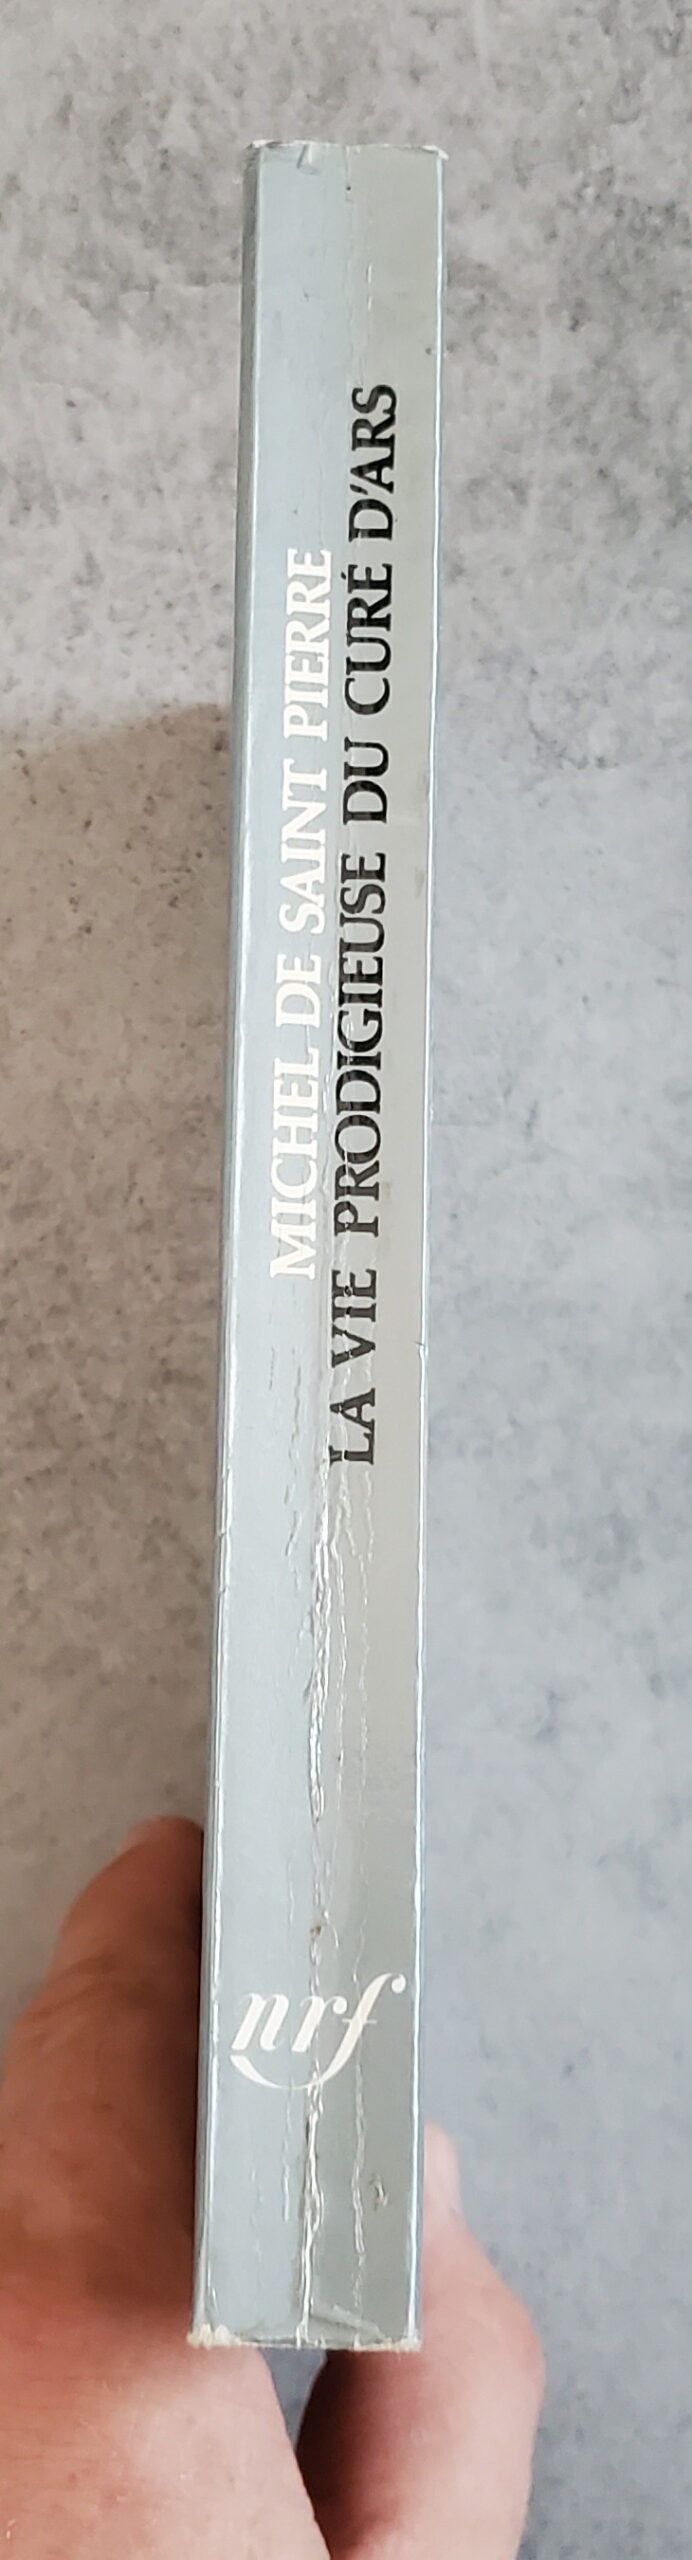 MICHEL DE SAINT PIERRE
LA VIE PRODIGIEUSE DU CURÉ D'ARS
nrf